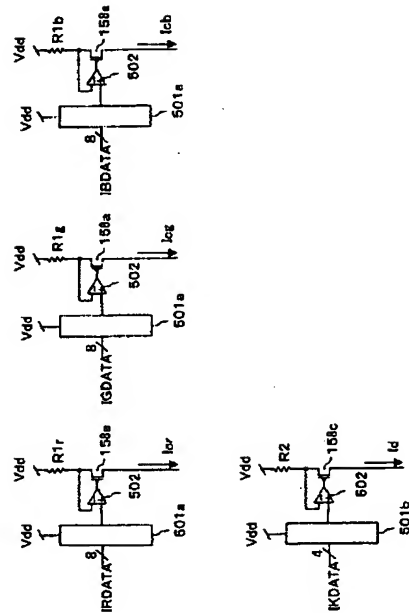 Vdd
Vdd
R1r
158a
502
Icr
501a
8
IRDATA
Vdd
Vdd
R1g
158a
502
Icg
501a
8
IGDATA
Vdd
Vdd
R1b
158a
502
Icb
501a
8
IBDATA
Vdd
Vdd
R2
158c
502
Id
501b
4
IKDATA